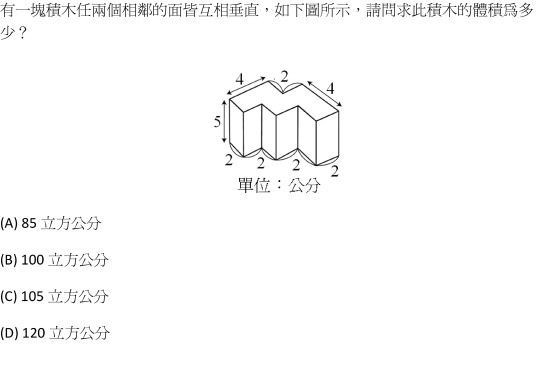 有一塊積木任兩個相鄰的面皆互相垂直，如下圖所示，請問求此積木的體積爲多
少？
4 2 4
5
2 2 2 2
單位：公分
(A) 85 立方公分
(B) 100 立方公分
(C) 105 立方公分
(D) 120 立方公分